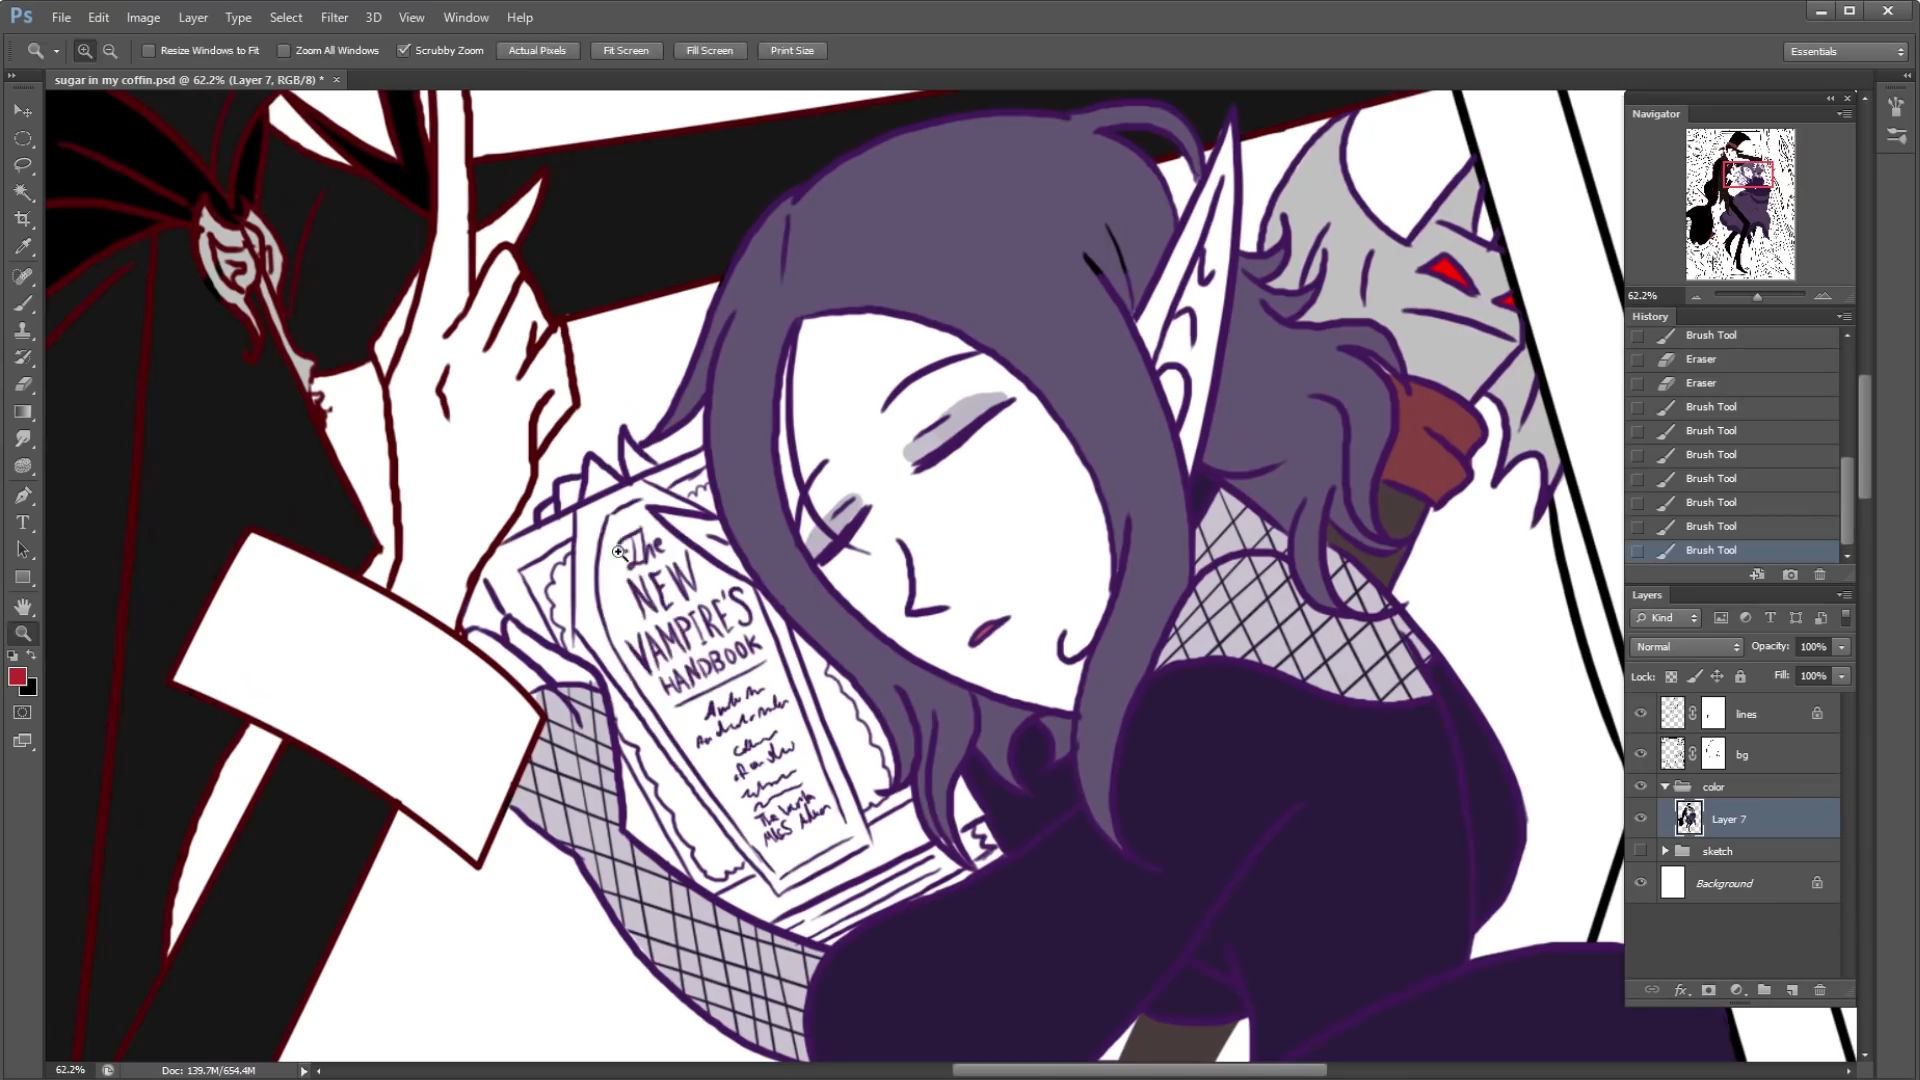 Ps File Edit Image Layer Type Select Filter 3D View Window Help
Resize Windows to Fit Zoom All Windows Scrubby Zoom Actual Pixels Fit Screen Fill Screen Print Size Essentials
sugar in my coffin.psd @ 62.2% (Layer 7, RGB/8) *
Navigator
62.2%
History
Brush Tool
Eraser
Eraser
Brush Tool
Brush Tool
Brush Tool
Brush Tool
Brush Tool
Brush Tool
Brush Tool
Layers
Kind
Normal Opacity: 100%
Lock: Fill: 100%
lines
bg
color
Layer 7
sketch
Background
fx
The
NEW
VAMPIRE'S
HANDBOOK
62.2% Doc: 139.7M/654.4M